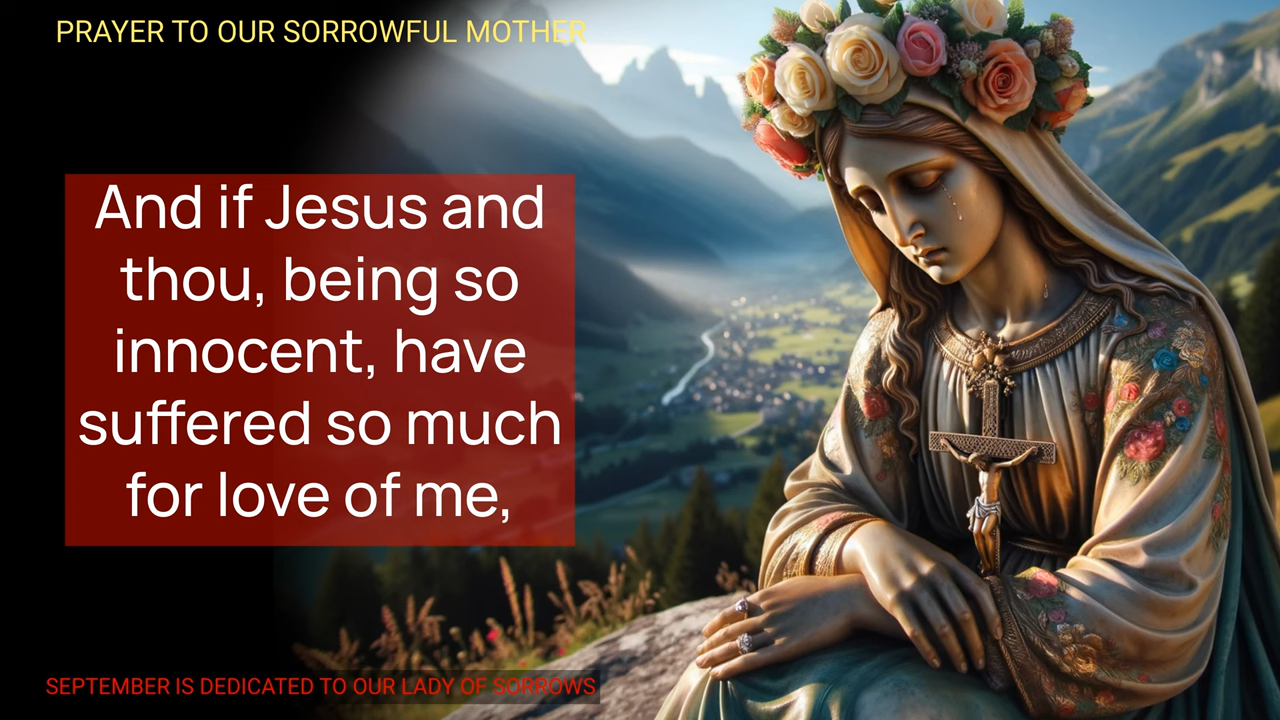 PRAYER TO OUR SORROWFUL MOTHER
And if Jesus and
thou, being so
innocent, have
suffered so much
for love of me,
SEPTEMBER IS DEDICATED TO OUR LADY OF SORROWS